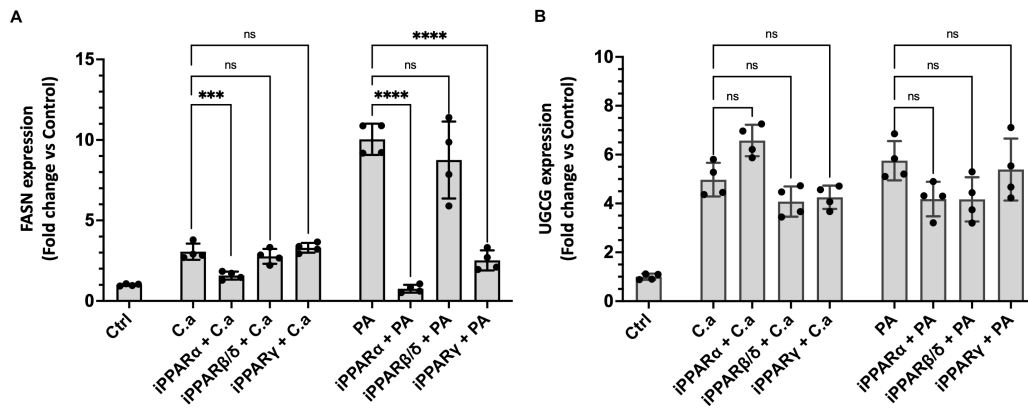 A
B
FASN expression
(Fold change vs Control)
15
10
5
0
ns
ns
***
****
ns
****
Ctrl
C.a
iPPARα + C.a
iPPARβ/δ + C.a
iPPARγ + C.a
PA
iPPARα + PA
iPPARβ/δ + PA
iPPARγ + PA
UGCG expression
(Fold change vs Control)
10
8
6
4
2
0
ns
ns
ns
ns
ns
ns
Ctrl
C.a
iPPARα + C.a
iPPARβ/δ + C.a
iPPARγ + C.a
PA
iPPARα + PA
iPPARβ/δ + PA
iPPARγ + PA